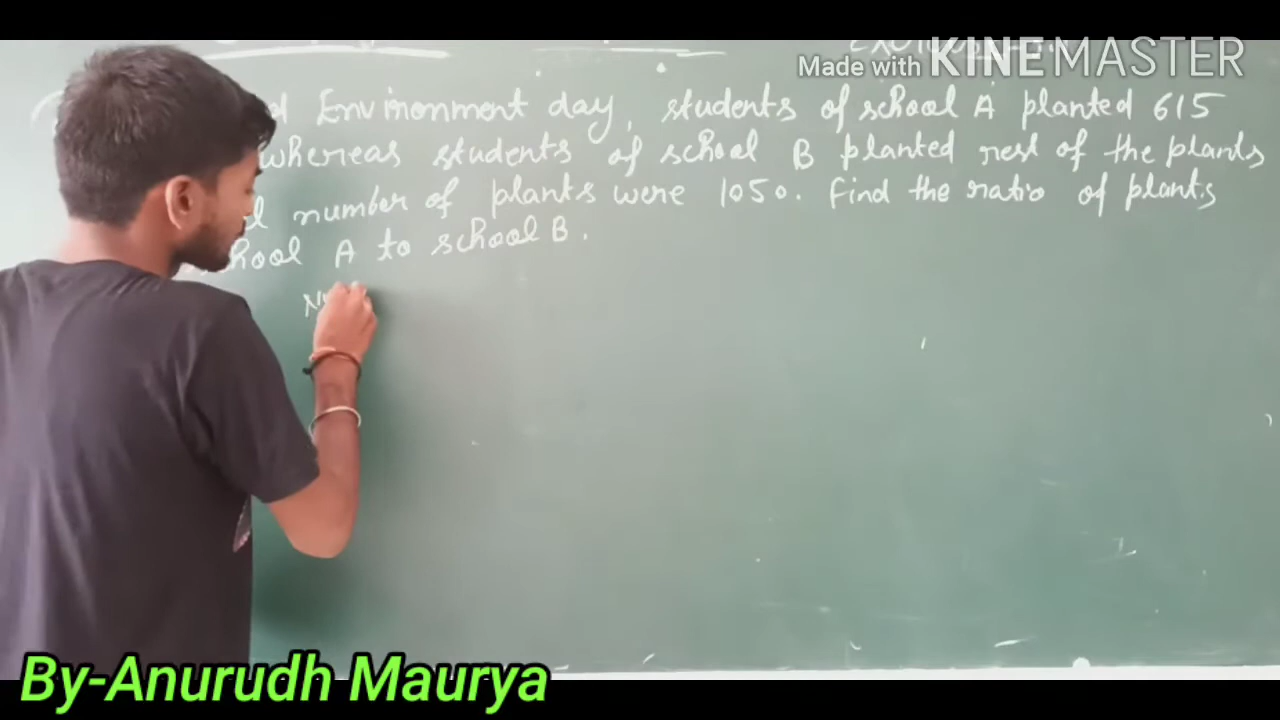 Made with KINEMASTER
Environment day, students of school A planted 615
whereas students of school B planted rest of the plants
number of plants were 1050. Find the ratio of plants
school A to school B.
By-Anurudh Maurya